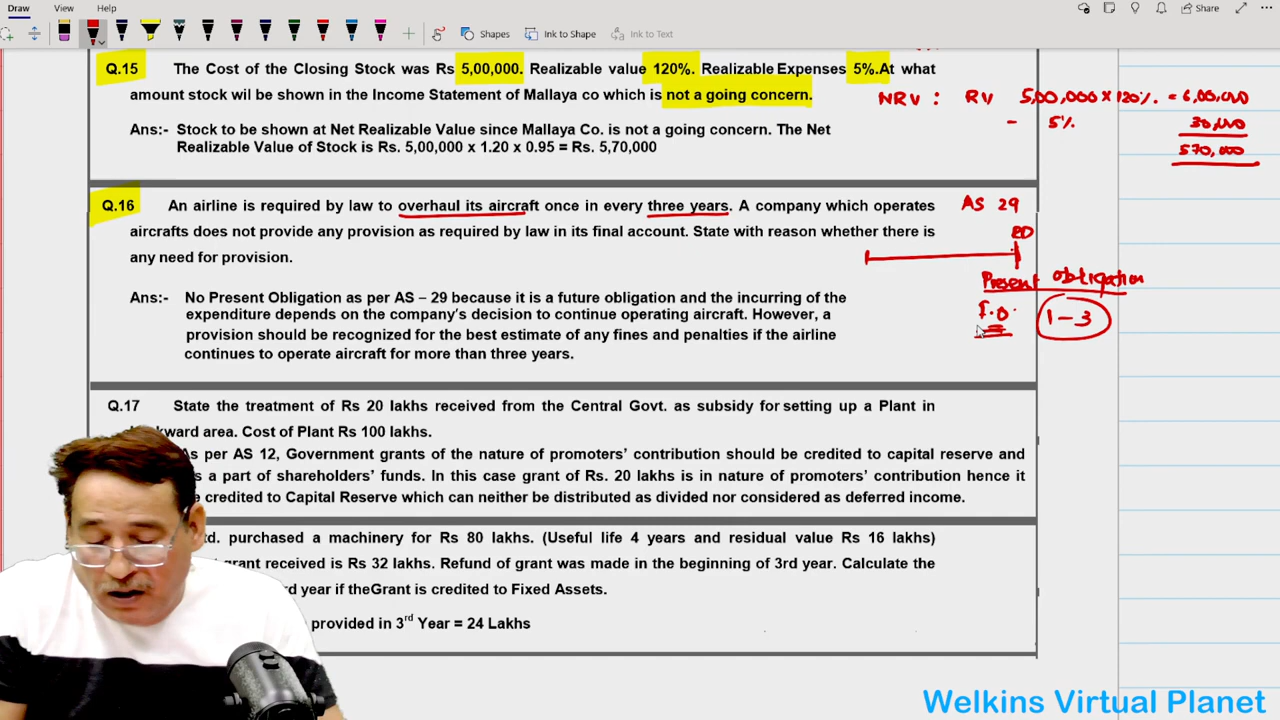 Draw View Help
Share
Shapes Ink to Shape Ink to Text
Q.15 The Cost of the Closing Stock was Rs 5,00,000. Realizable value 120%. Realizable Expenses 5%.At what
amount stock wil be shown in the Income Statement of Mallaya co which is not a going concern.
NRV : RV 5,00,000 x 120% = 6,00,000
- 5% 30,000
570,000
Ans:- Stock to be shown at Net Realizable Value since Mallaya Co. is not a going concern. The Net
Realizable Value of Stock is Rs. 5,00,000 x 1.20 x 0.95 = Rs. 5,70,000
Q.16 An airline is required by law to overhaul its aircraft once in every three years. A company which operates
aircrafts does not provide any provision as required by law in its final account. State with reason whether there is
any need for provision.
AS 29
Present obligation
F.O. 1-3
Ans:- No Present Obligation as per AS – 29 because it is a future obligation and the incurring of the
expenditure depends on the company's decision to continue operating aircraft. However, a
provision should be recognized for the best estimate of any fines and penalties if the airline
continues to operate aircraft for more than three years.
Q.17 State the treatment of Rs 20 lakhs received from the Central Govt. as subsidy for setting up a Plant in
ward area. Cost of Plant Rs 100 lakhs.
As per AS 12, Government grants of the nature of promoters' contribution should be credited to capital reserve and
s a part of shareholders' funds. In this case grant of Rs. 20 lakhs is in nature of promoters' contribution hence it
e credited to Capital Reserve which can neither be distributed as divided nor considered as deferred income.
td. purchased a machinery for Rs 80 lakhs. (Useful life 4 years and residual value Rs 16 lakhs)
grant received is Rs 32 lakhs. Refund of grant was made in the beginning of 3rd year. Calculate the
rd year if theGrant is credited to Fixed Assets.
provided in 3rd Year = 24 Lakhs
Welkins Virtual Planet